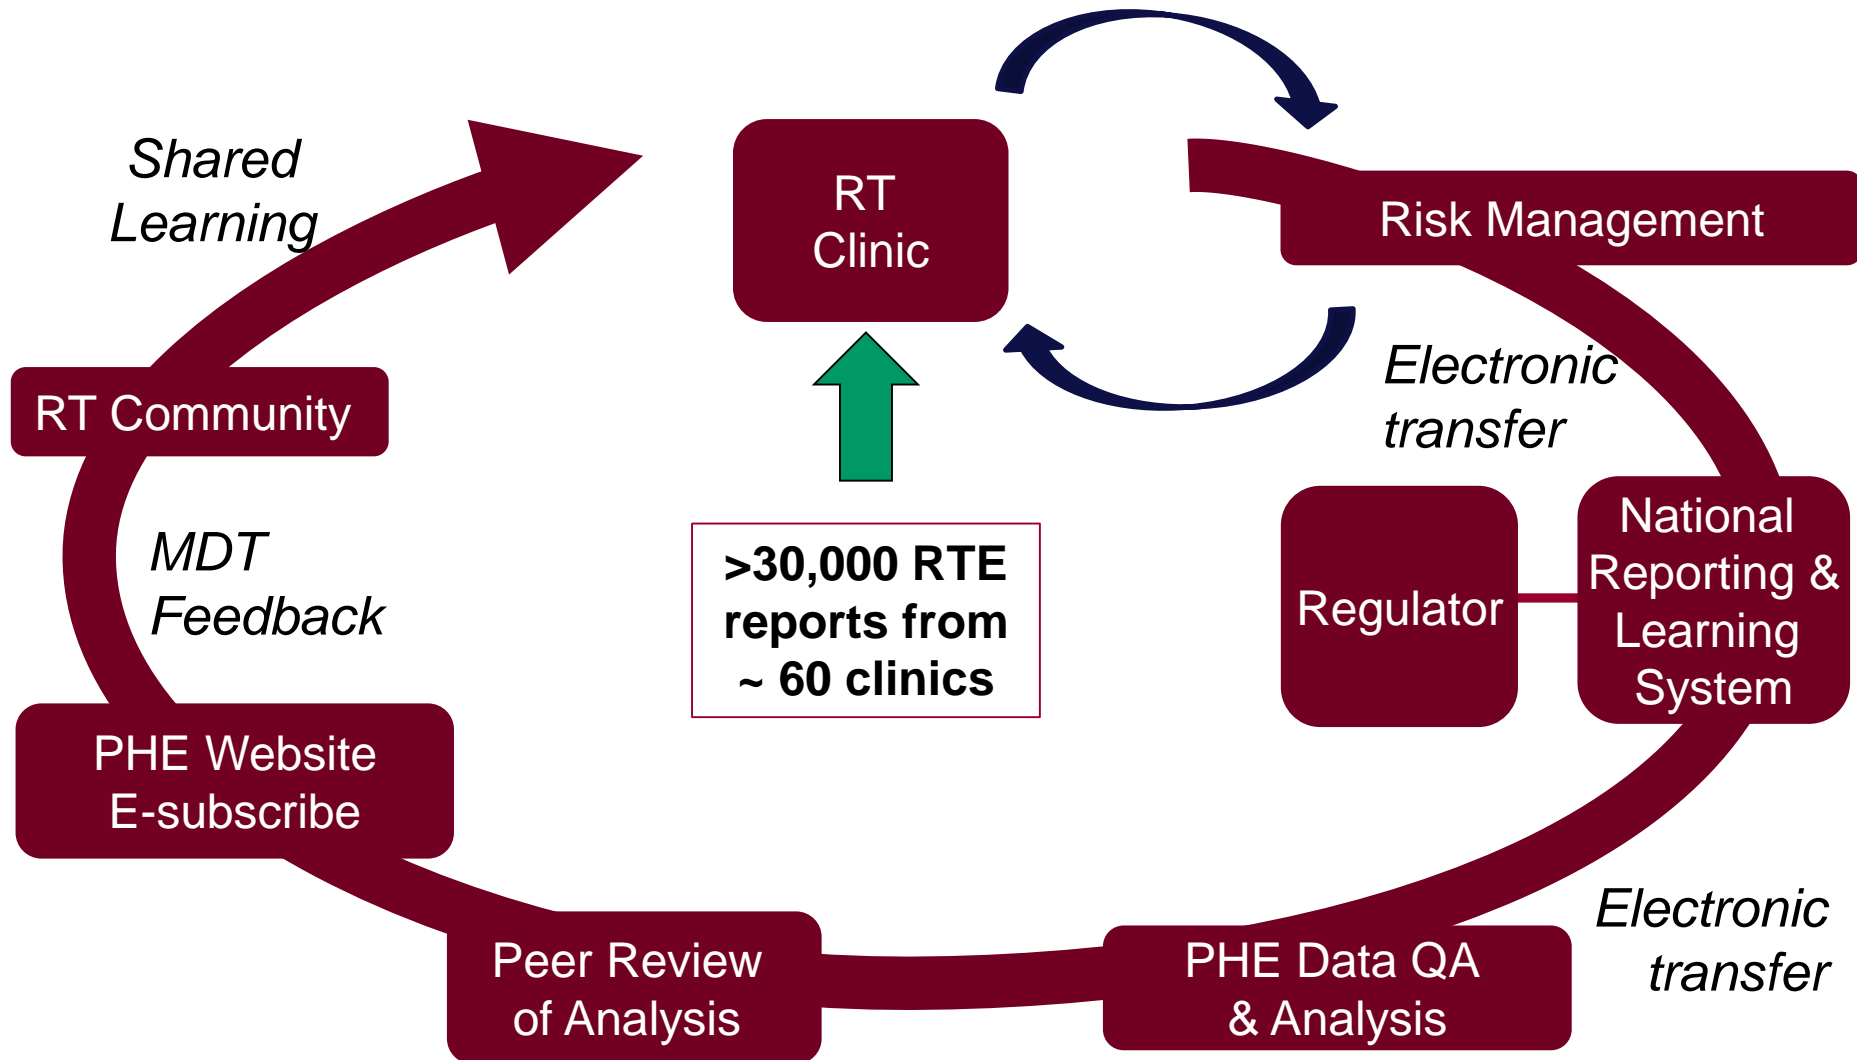 Shared
Learning
RT
Clinic
Risk Management
Electronic
transfer
RT Community
National
Reporting &
Learning
System
Regulator
MDT
Feedback
>30,000 RTE
reports from
~ 60 clinics
PHE Website
E-subscribe
Electronic
transfer
Peer Review
of Analysis
PHE Data QA
& Analysis